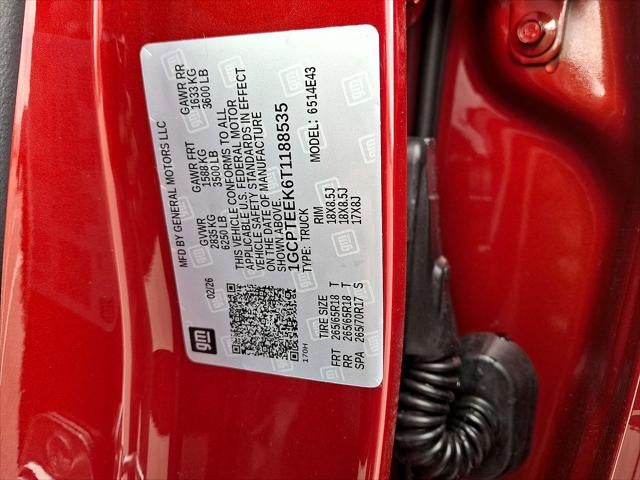 MFD BY GENERAL MOTORS LLC
02/26
GVWR
2835 KG
6250 LB
GAWR FRT
1588 KG
3500 LB
GAWR RR
1633 KG
3600 LB
THIS VEHICLE CONFORMS TO ALL
APPLICABLE U.S. FEDERAL MOTOR
VEHICLE SAFETY STANDARDS IN EFFECT
ON THE DATE OF MANUFACTURE
SHOWN ABOVE.
1GCPTEEK6T1188535
TYPE: TRUCK
MODEL: 6514E43
gm
170H
TIRE SIZE RIM
FRT 265/65R18 T 18X8.5J
RR 265/65R18 T 18X8.5J
SPA 265/70R17 S 17X8J